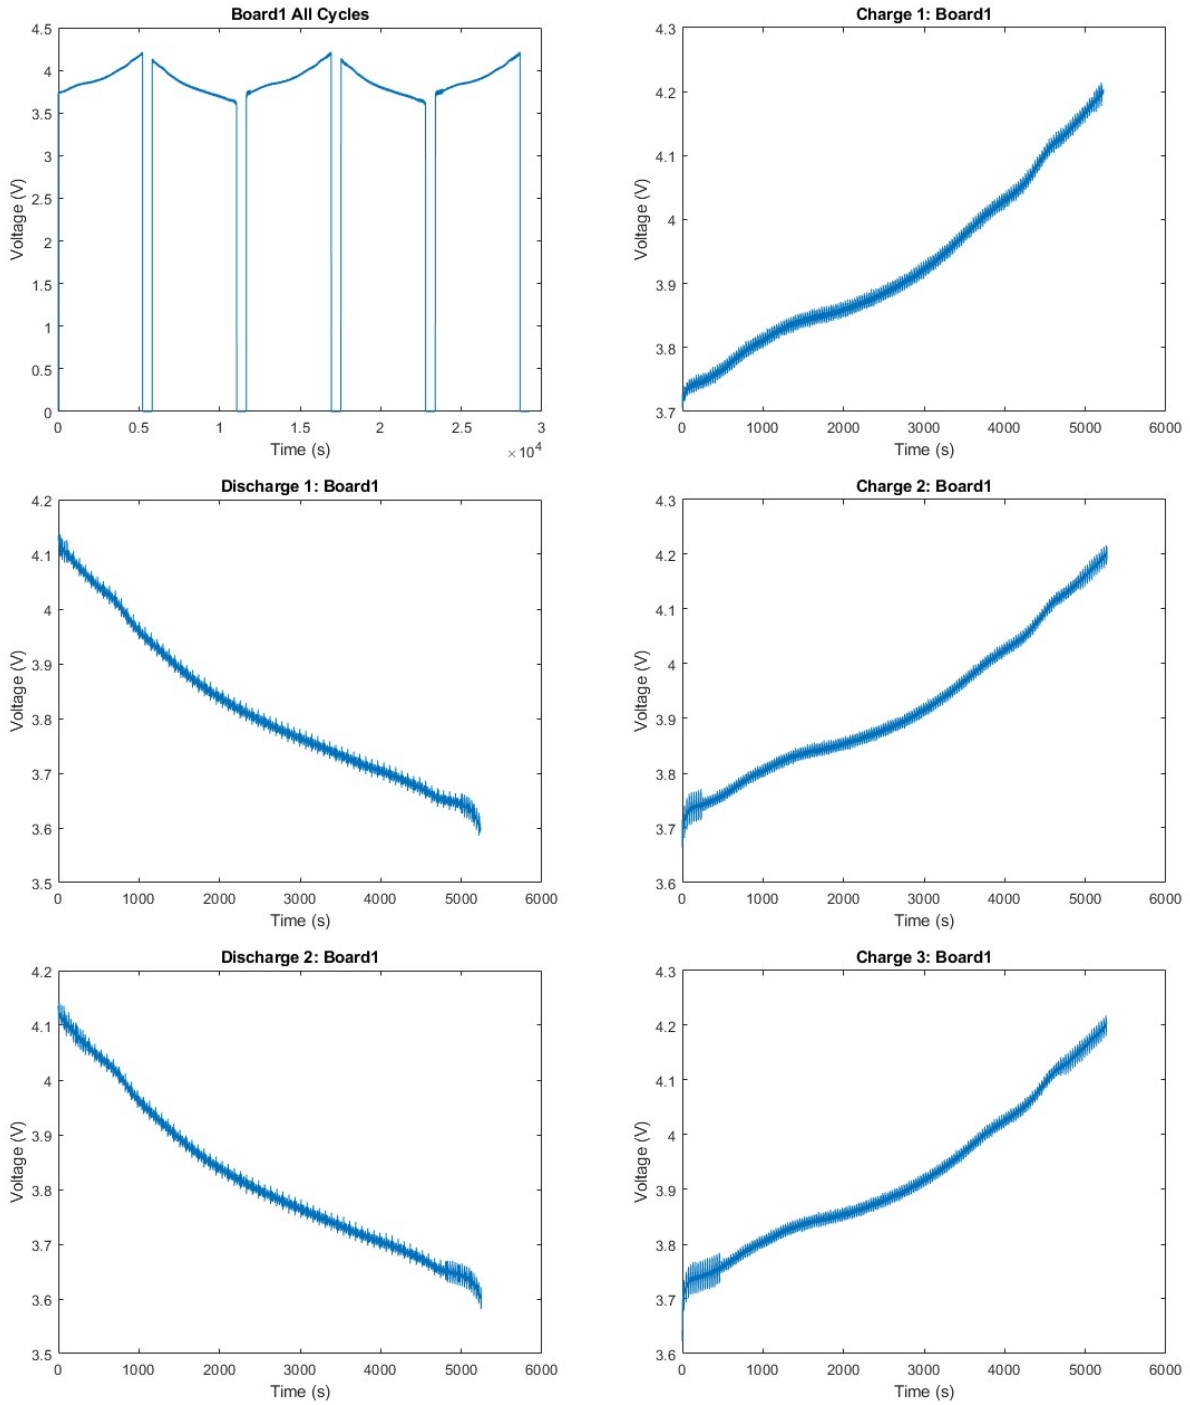 Board1 All Cycles
4.5
4
3.5
3
2.5
2
1.5
1
0.5
0
Voltage (V)
0 0.5 1 1.5 2 2.5 3
Time (s)
×10^4
Charge 1: Board1
4.3
4.2
4.1
4
3.9
3.8
3.7
Voltage (V)
0 1000 2000 3000 4000 5000 6000
Time (s)
Discharge 1: Board1
4.2
4.1
4
3.9
3.8
3.7
3.6
3.5
Voltage (V)
0 1000 2000 3000 4000 5000 6000
Time (s)
Charge 2: Board1
4.3
4.2
4.1
4
3.9
3.8
3.7
3.6
Voltage (V)
0 1000 2000 3000 4000 5000 6000
Time (s)
Discharge 2: Board1
4.2
4.1
4
3.9
3.8
3.7
3.6
3.5
Voltage (V)
0 1000 2000 3000 4000 5000 6000
Time (s)
Charge 3: Board1
4.3
4.2
4.1
4
3.9
3.8
3.7
3.6
Voltage (V)
0 1000 2000 3000 4000 5000 6000
Time (s)